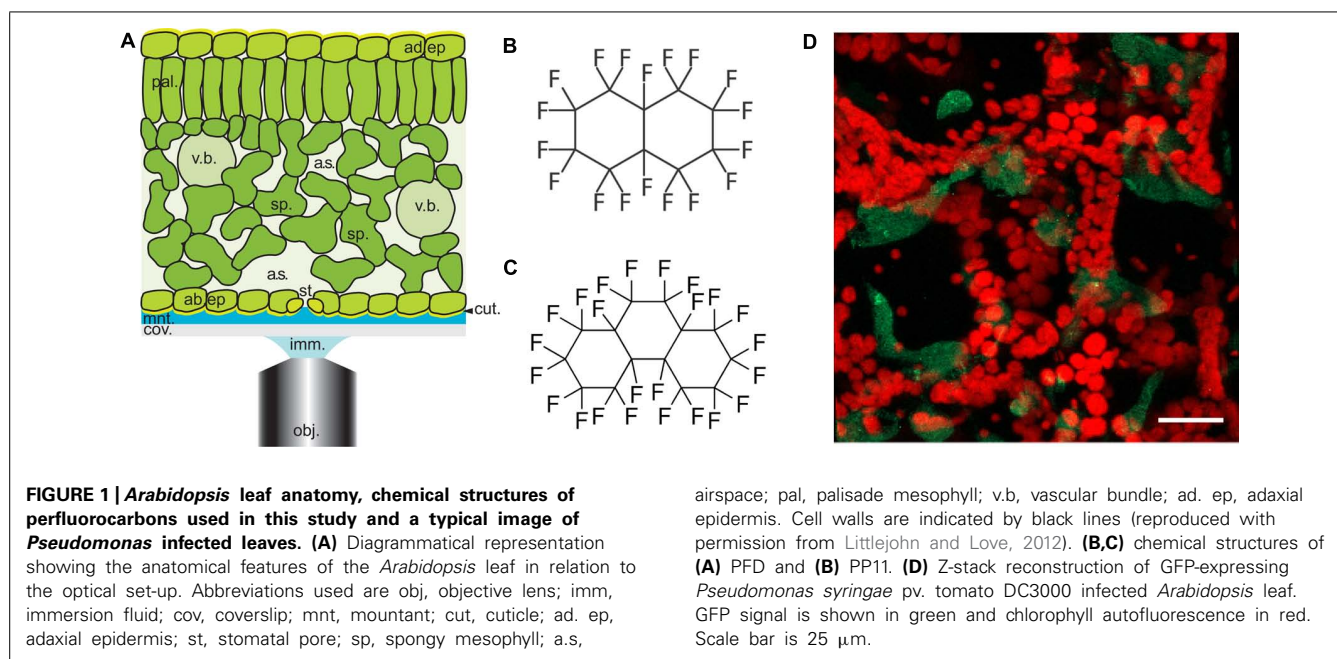 A
ad. ep
pal.
v.b.
a.s.
sp.
v.b.
sp.
a.s.
st.
ab. ep
cut.
mnt.
cov.
imm.
obj.
B
F F F F F
F F
F F
F F
F F F F F
C
F F
F F F F
F F F F
F F
F F
F F F F
F F F F
D
FIGURE 1 | Arabidopsis leaf anatomy, chemical structures of
perfluorocarbons used in this study and a typical image of
Pseudomonas infected leaves. (A) Diagrammatical representation
showing the anatomical features of the Arabidopsis leaf in relation to
the optical set-up. Abbreviations used are obj, objective lens; imm,
immersion fluid; cov, coverslip; mnt, mountant; cut, cuticle; ad. ep,
adaxial epidermis; st, stomatal pore; sp, spongy mesophyll; a.s,
airspace; pal, palisade mesophyll; v.b, vascular bundle; ad. ep, adaxial
epidermis. Cell walls are indicated by black lines (reproduced with
permission from Littlejohn and Love, 2012). (B,C) chemical structures of
(A) PFD and (B) PP11. (D) Z-stack reconstruction of GFP-expressing
Pseudomonas syringae pv. tomato DC3000 infected Arabidopsis leaf.
GFP signal is shown in green and chlorophyll autofluorescence in red.
Scale bar is 25 μm.